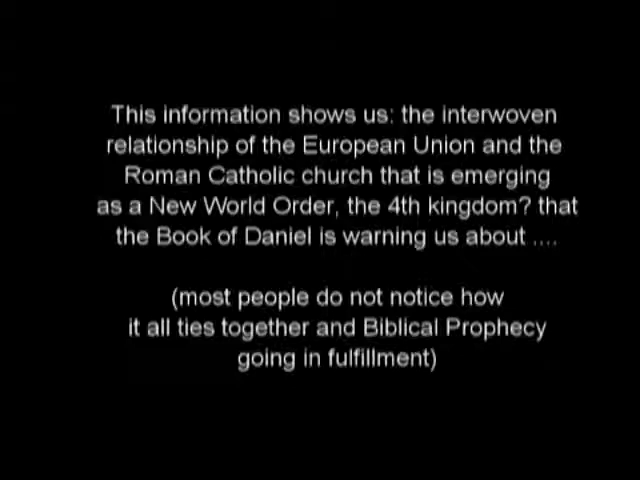 This information shows us: the interwoven
relationship of the European Union and the
Roman Catholic church that is emerging
as a New World Order, the 4th kingdom? that
the Book of Daniel is warning us about ....
(most people do not notice how
it all ties together and Biblical Prophecy
going in fulfillment)